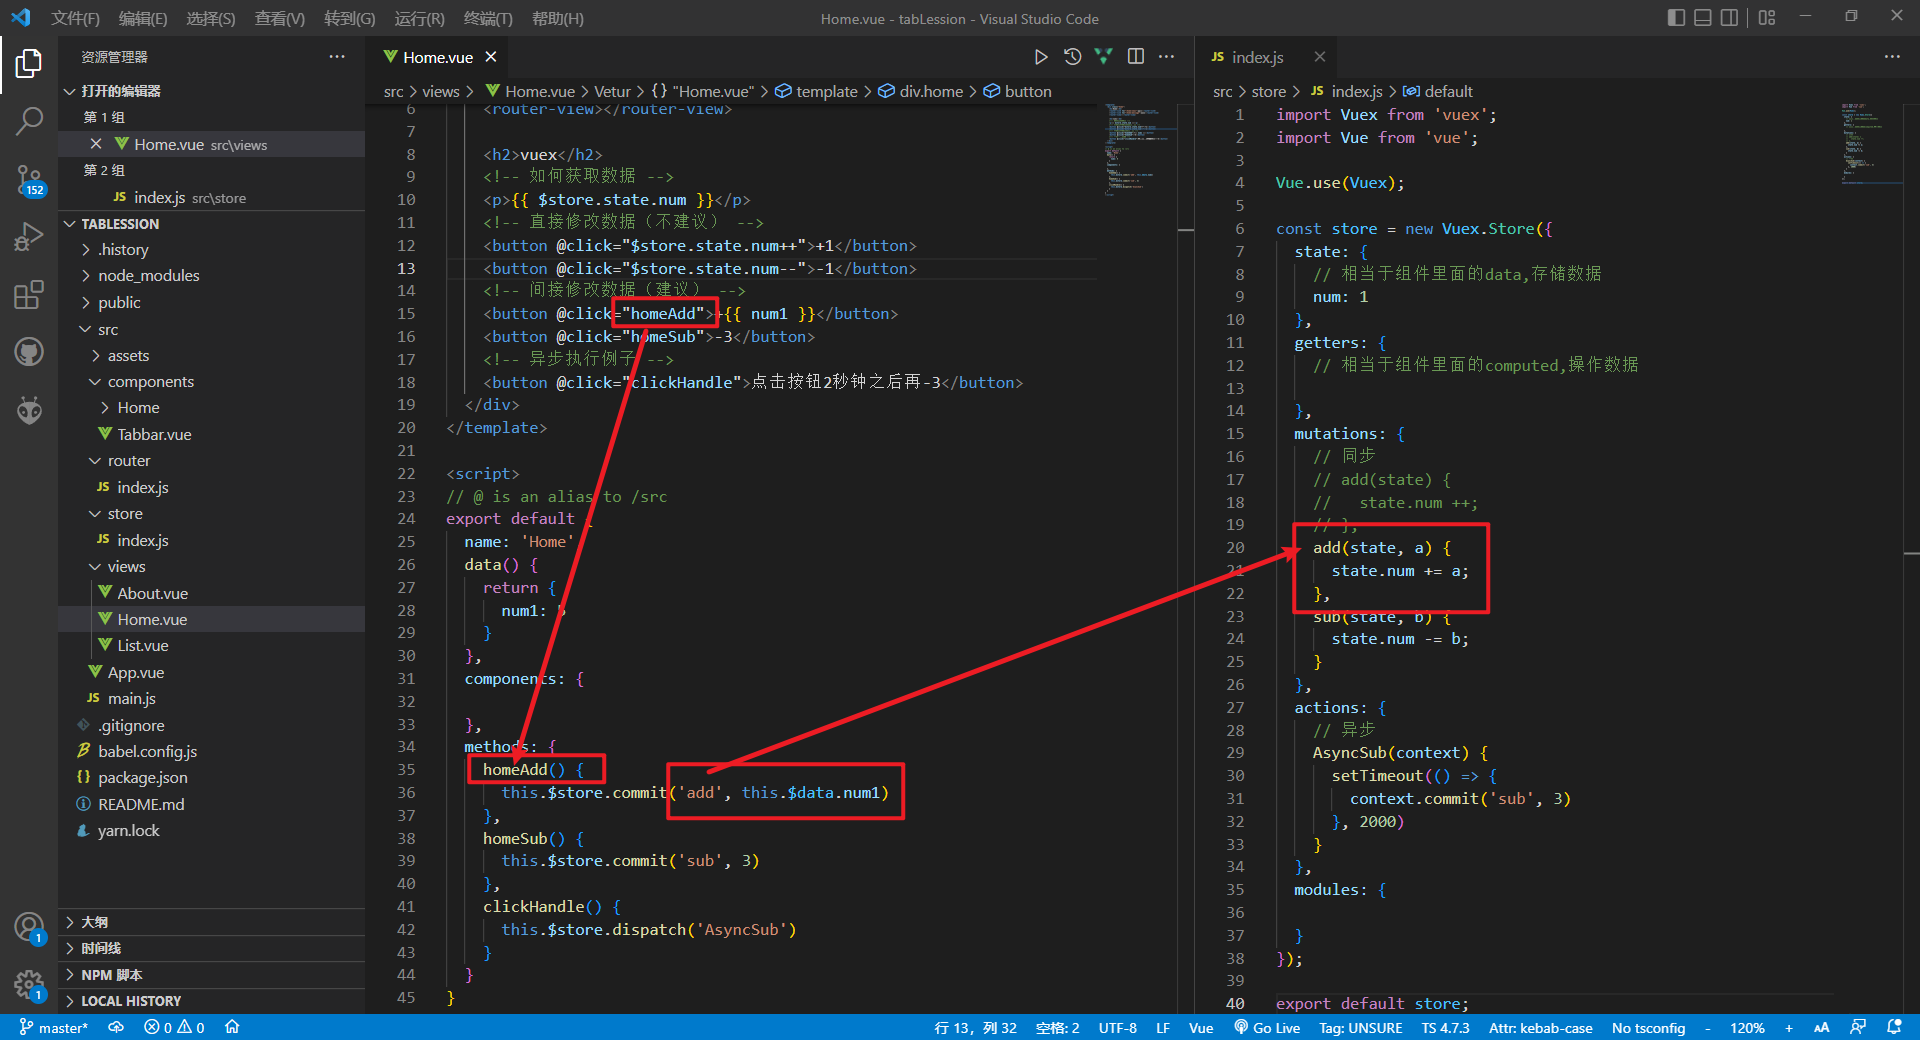 文件(F) 编辑(E) 选择(S) 查看(V) 转到(G) 运行(R) 终端(T) 帮助(H)
Home.vue - tabLession - Visual Studio Code
资源管理器
打开的编辑器
第 1 组
Home.vue src\views
第 2 组
index.js src\store
TABLESSION
.history
node_modules
public
src
assets
components
Home
Tabbar.vue
router
index.js
store
index.js
views
About.vue
Home.vue
List.vue
App.vue
main.js
.gitignore
babel.config.js
package.json
README.md
yarn.lock
大纲
时间线
NPM 脚本
LOCAL HISTORY
152
1
1
Home.vue
src > views > Home.vue > Vetur > {} "Home.vue" > template > div.home > button
6 <router-view></router-view>
7
8 <h2>vuex</h2>
9 <!-- 如何获取数据 -->
10 <p>{{ $store.state.num }}</p>
11 <!-- 直接修改数据（不建议） -->
12 <button @click="$store.state.num++">+1</button>
13 <button @click="$store.state.num--">-1</button>
14 <!-- 间接修改数据（建议） -->
15 <button @click="homeAdd">+{{ num1 }}</button>
16 <button @click="homeSub">-3</button>
17 <!-- 异步执行例子 -->
18 <button @click="clickHandle">点击按钮2秒钟之后再-3</button>
19 </div>
20 </template>
21
22 <script>
23 // @ is an alias to /src
24 export default {
25 name: 'Home'
26 data() {
27 return {
28 num1: 5
29 }
30 },
31 components: {
32
33 },
34 methods: {
35 homeAdd() {
36 this.$store.commit('add', this.$data.num1)
37 },
38 homeSub() {
39 this.$store.commit('sub', 3)
40 },
41 clickHandle() {
42 this.$store.dispatch('AsyncSub')
43 }
44 }
45 }
JS index.js
src > store > JS index.js > default
1 import Vuex from 'vuex';
2 import Vue from 'vue';
3
4 Vue.use(Vuex);
5
6 const store = new Vuex.Store({
7 state: {
8 // 相当于组件里面的data,存储数据
9 num: 1
10 },
11 getters: {
12 // 相当于组件里面的computed,操作数据
13
14 },
15 mutations: {
16 // 同步
17 // add(state) {
18 //   state.num ++;
19 // },
20 add(state, a) {
21 state.num += a;
22 },
23 sub(state, b) {
24 state.num -= b;
25 }
26 },
27 actions: {
28 // 异步
29 AsyncSub(context) {
30 setTimeout(() => {
31 context.commit('sub', 3)
32 }, 2000)
33 }
34 },
35 modules: {
36
37 }
38 });
39
40 export default store;
master* 0 0 行 13，列 32 空格: 2 UTF-8 LF Vue Go Live Tag: UNSURE TS 4.7.3 Attr: kebab-case No tsconfig - 120% + AA